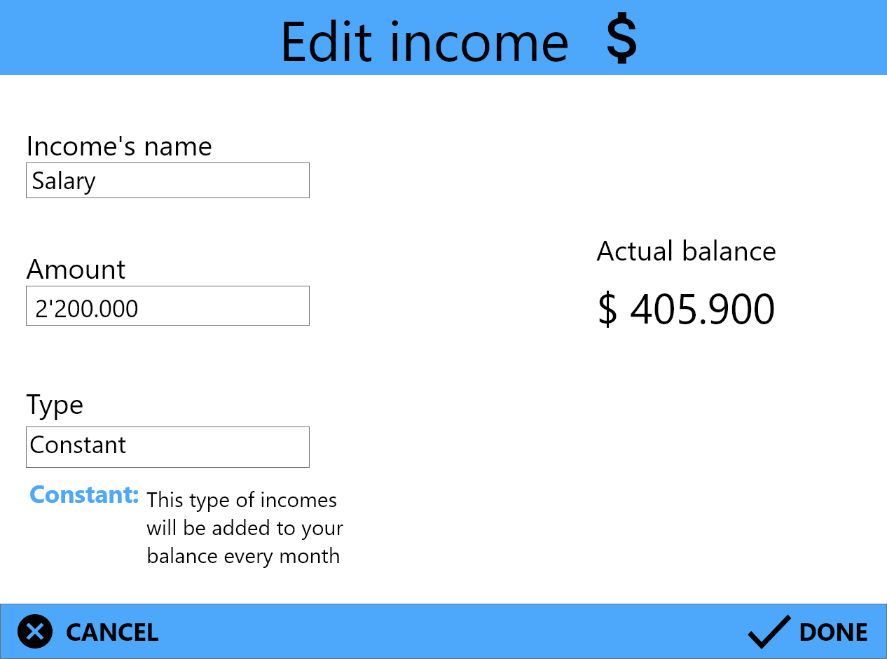 Edit income $
Income's name
Salary
Amount
2'200.000
Actual balance
$ 405.900
Type
Constant
Constant: This type of incomes
will be added to your
balance every month
CANCEL
DONE